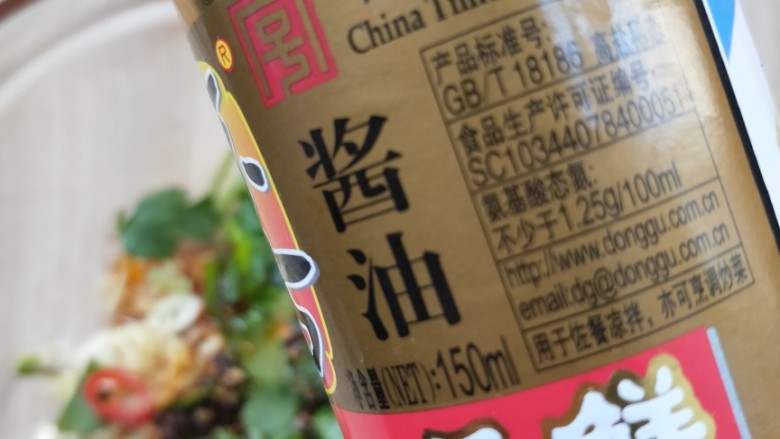 号
China Time
®
酱油
产品标准号:
GB/T 18186 高盐稀态
食品生产许可证编号:
SC10344078400051
氨基酸态氮:
不少于1.25g/100ml
http://www.donggu.com.cn
email:dg@donggu.com.cn
用于佐餐凉拌,亦可烹调炒菜
净含量(NET):150ml
鲜